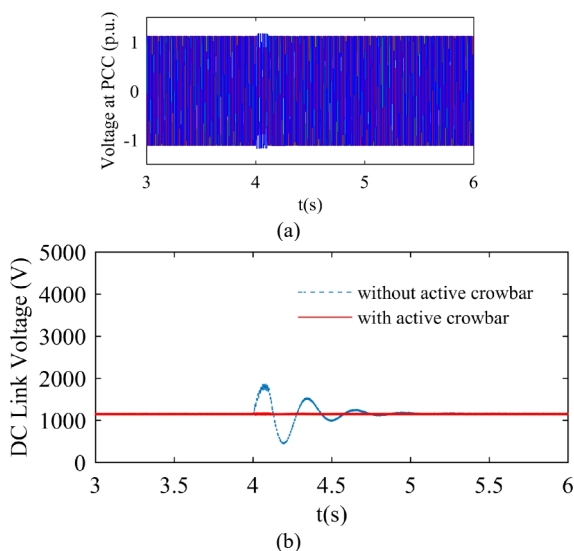 Voltage at PCC (p.u.)
1
0
-1
3 4 5 6
t(s)
(a)
DC Link Voltage (V)
5000
4000
3000
2000
1000
0
without active crowbar
with active crowbar
3 3.5 4 4.5 5 5.5 6
t(s)
(b)